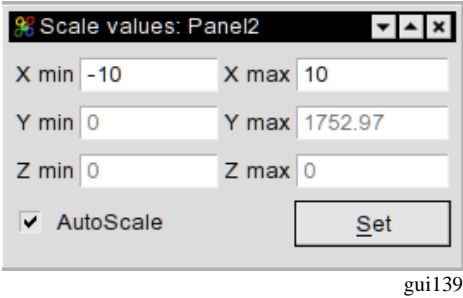 Scale values: Panel2
X min -10 X max 10
Y min 0 Y max 1752.97
Z min 0 Z max 0
AutoScale Set
gui139